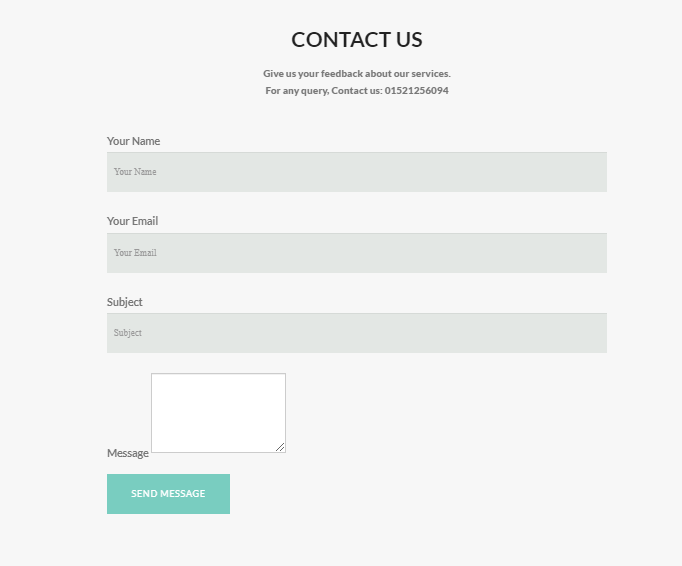 CONTACT US
Give us your feedback about our services.
For any query, Contact us: 01521256094
Your Name
Your Name
Your Email
Your Email
Subject
Subject
Message
SEND MESSAGE